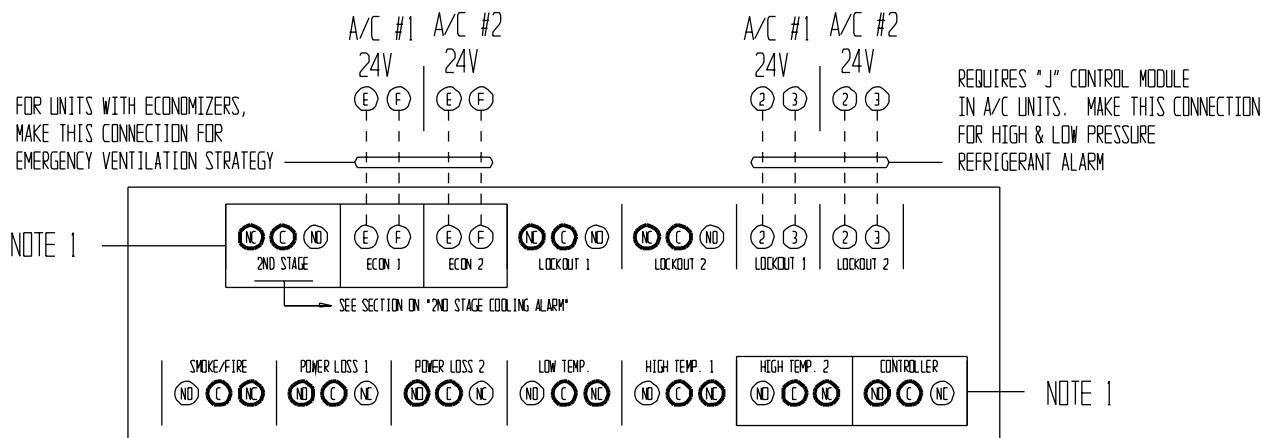 A/C #1 A/C #2 A/C #1 A/C #2
24V 24V 24V 24V
E F E F 2 3 2 3
FOR UNITS WITH ECONOMIZERS,
MAKE THIS CONNECTION FOR
EMERGENCY VENTILATION STRATEGY
REQUIRES "J" CONTROL MODULE
IN A/C UNITS. MAKE THIS CONNECTION
FOR HIGH & LOW PRESSURE
REFRIGERANT ALARM
NOTE 1
NC C NO E F E F NC C NO NC C NO 2 3 2 3
2ND STAGE ECON 1 ECON 2 LOCKOUT 1 LOCKOUT 2 LOCKOUT 1 LOCKOUT 2
SEE SECTION ON "2ND STAGE COOLING ALARM"
SMOKE/FIRE POWER LOSS 1 POWER LOSS 2 LOW TEMP. HIGH TEMP. 1 HIGH TEMP. 2 CONTROLLER
NO C NC NO C NC NO C NC NO C NC NO C NC NO C NC NO C NC
NOTE 1